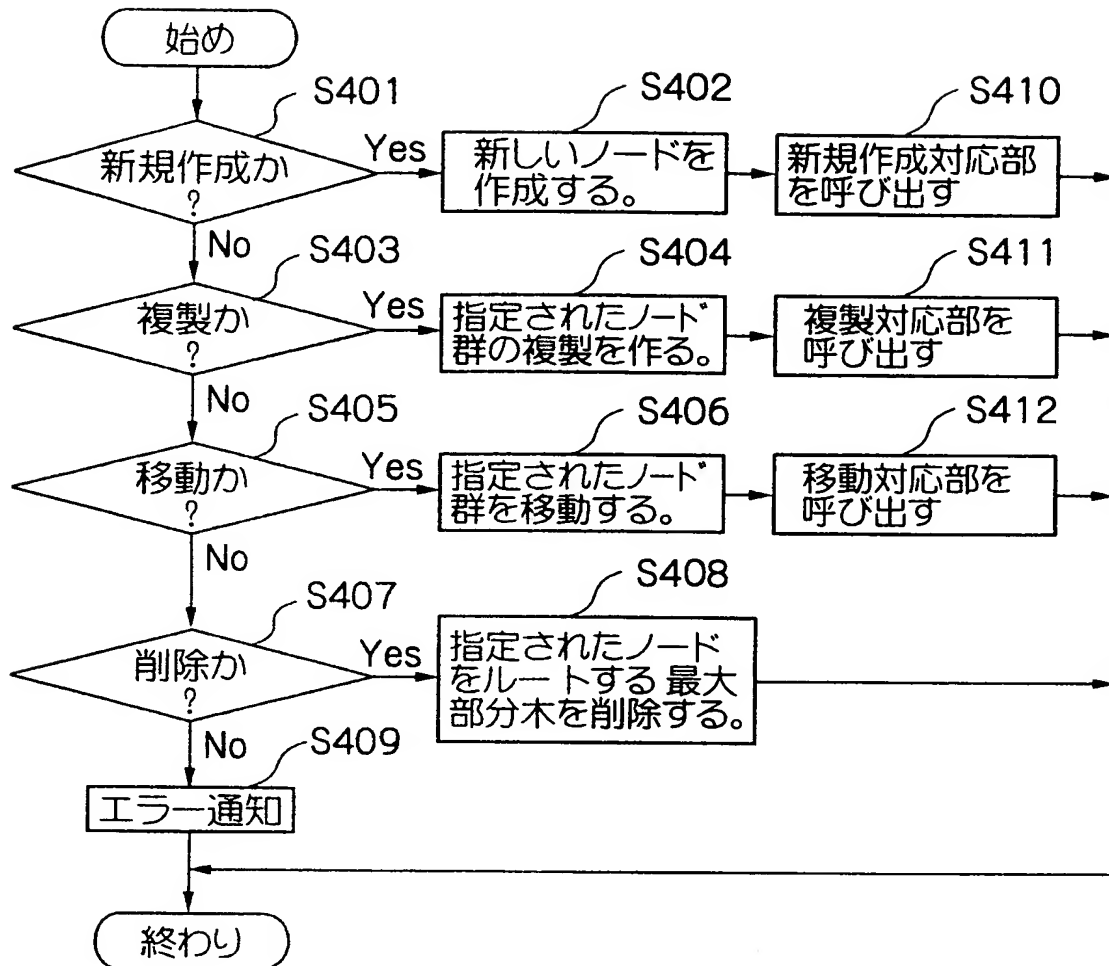 始め
S401
S402
S410
新規作成か
?
Yes
新しいノードを
作成する。
新規作成対応部
を呼び出す
No
S403
S404
S411
複製か
?
Yes
指定されたノード
群の複製を作る。
複製対応部を
呼び出す
No
S405
S406
S412
移動か
?
Yes
指定されたノード
群を移動する。
移動対応部を
呼び出す
No
S407
S408
削除か
?
Yes
指定されたノード
をルートする 最大
部分木を削除する。
No
S409
エラー通知
終わり